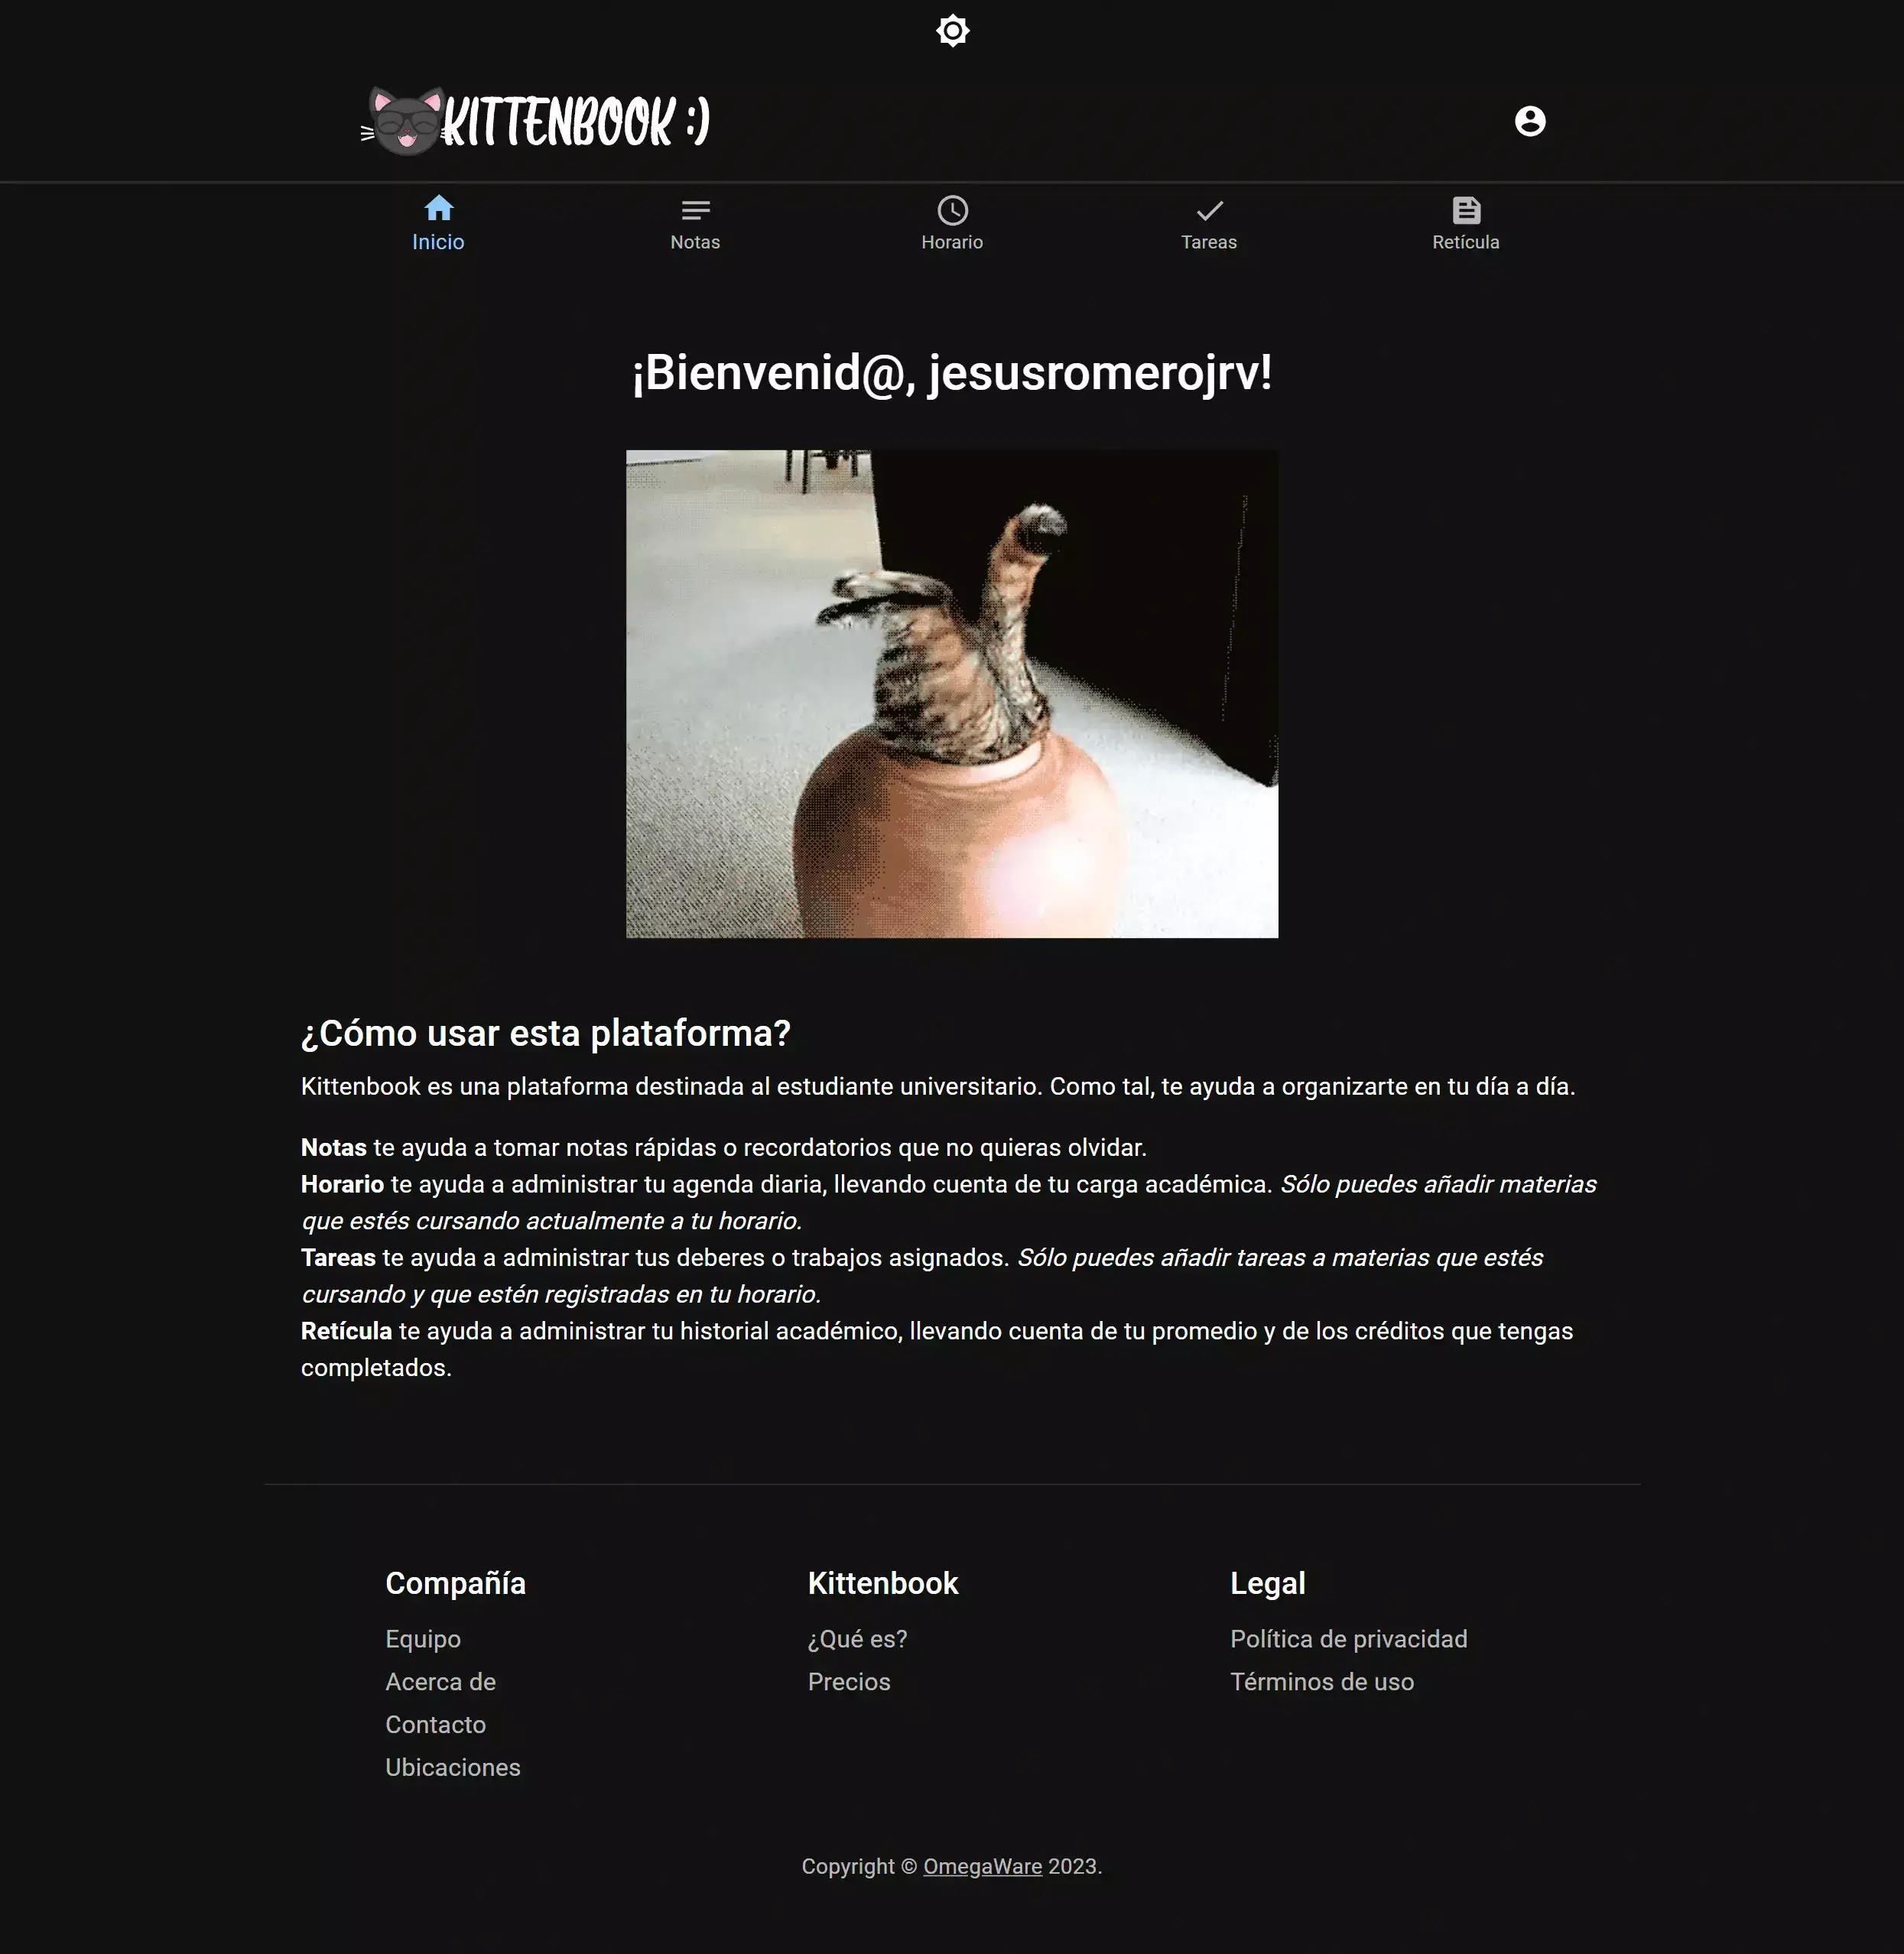 KITTENBOOK :)
Inicio
Notas
Horario
Tareas
Retícula
¡Bienvenid@, jesusromerojrv!
¿Cómo usar esta plataforma?
Kittenbook es una plataforma destinada al estudiante universitario. Como tal, te ayuda a organizarte en tu día a día.
Notas te ayuda a tomar notas rápidas o recordatorios que no quieras olvidar.
Horario te ayuda a administrar tu agenda diaria, llevando cuenta de tu carga académica. Sólo puedes añadir materias
que estés cursando actualmente a tu horario.
Tareas te ayuda a administrar tus deberes o trabajos asignados. Sólo puedes añadir tareas a materias que estés
cursando y que estén registradas en tu horario.
Retícula te ayuda a administrar tu historial académico, llevando cuenta de tu promedio y de los créditos que tengas
completados.
Compañía
Equipo
Acerca de
Contacto
Ubicaciones
Kittenbook
¿Qué es?
Precios
Legal
Política de privacidad
Términos de uso
Copyright © OmegaWare 2023.